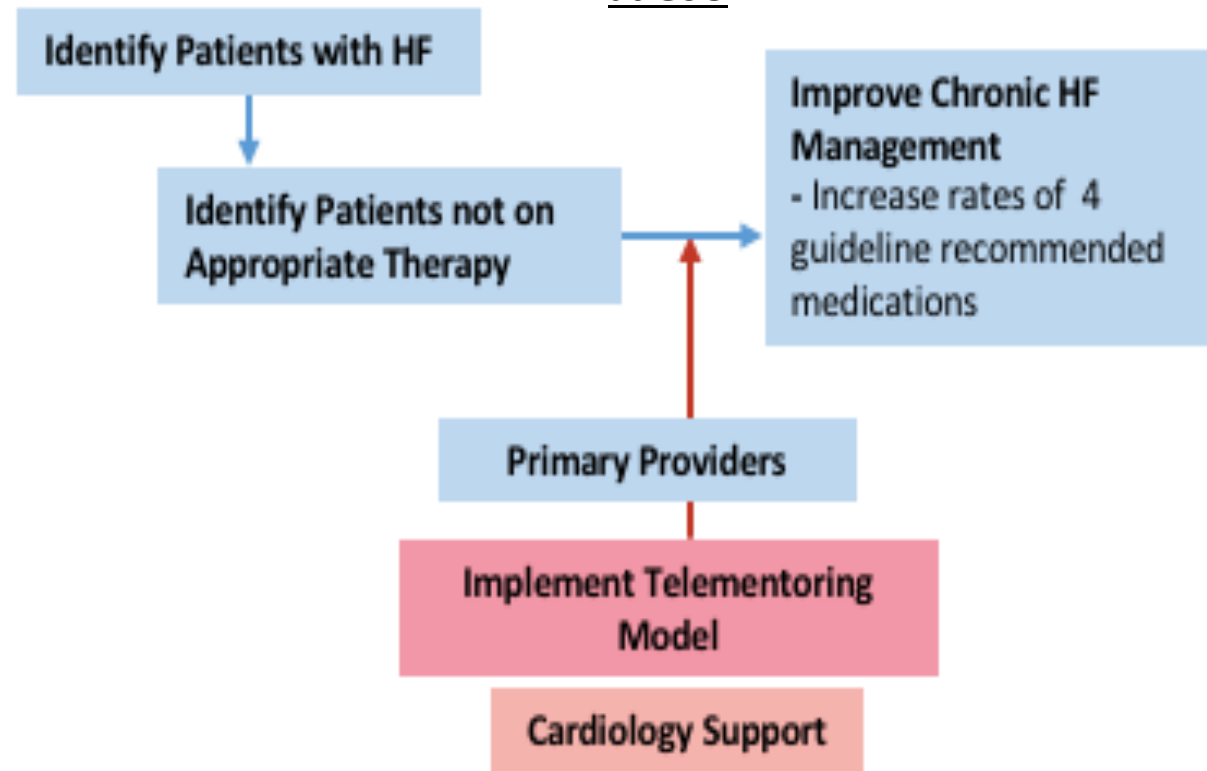 Identify Patients with HF
Identify Patients not on
Appropriate Therapy
Improve Chronic HF
Management
- Increase rates of 4
guideline recommended
medications
Primary Providers
Implement Telementoring
Model
Cardiology Support